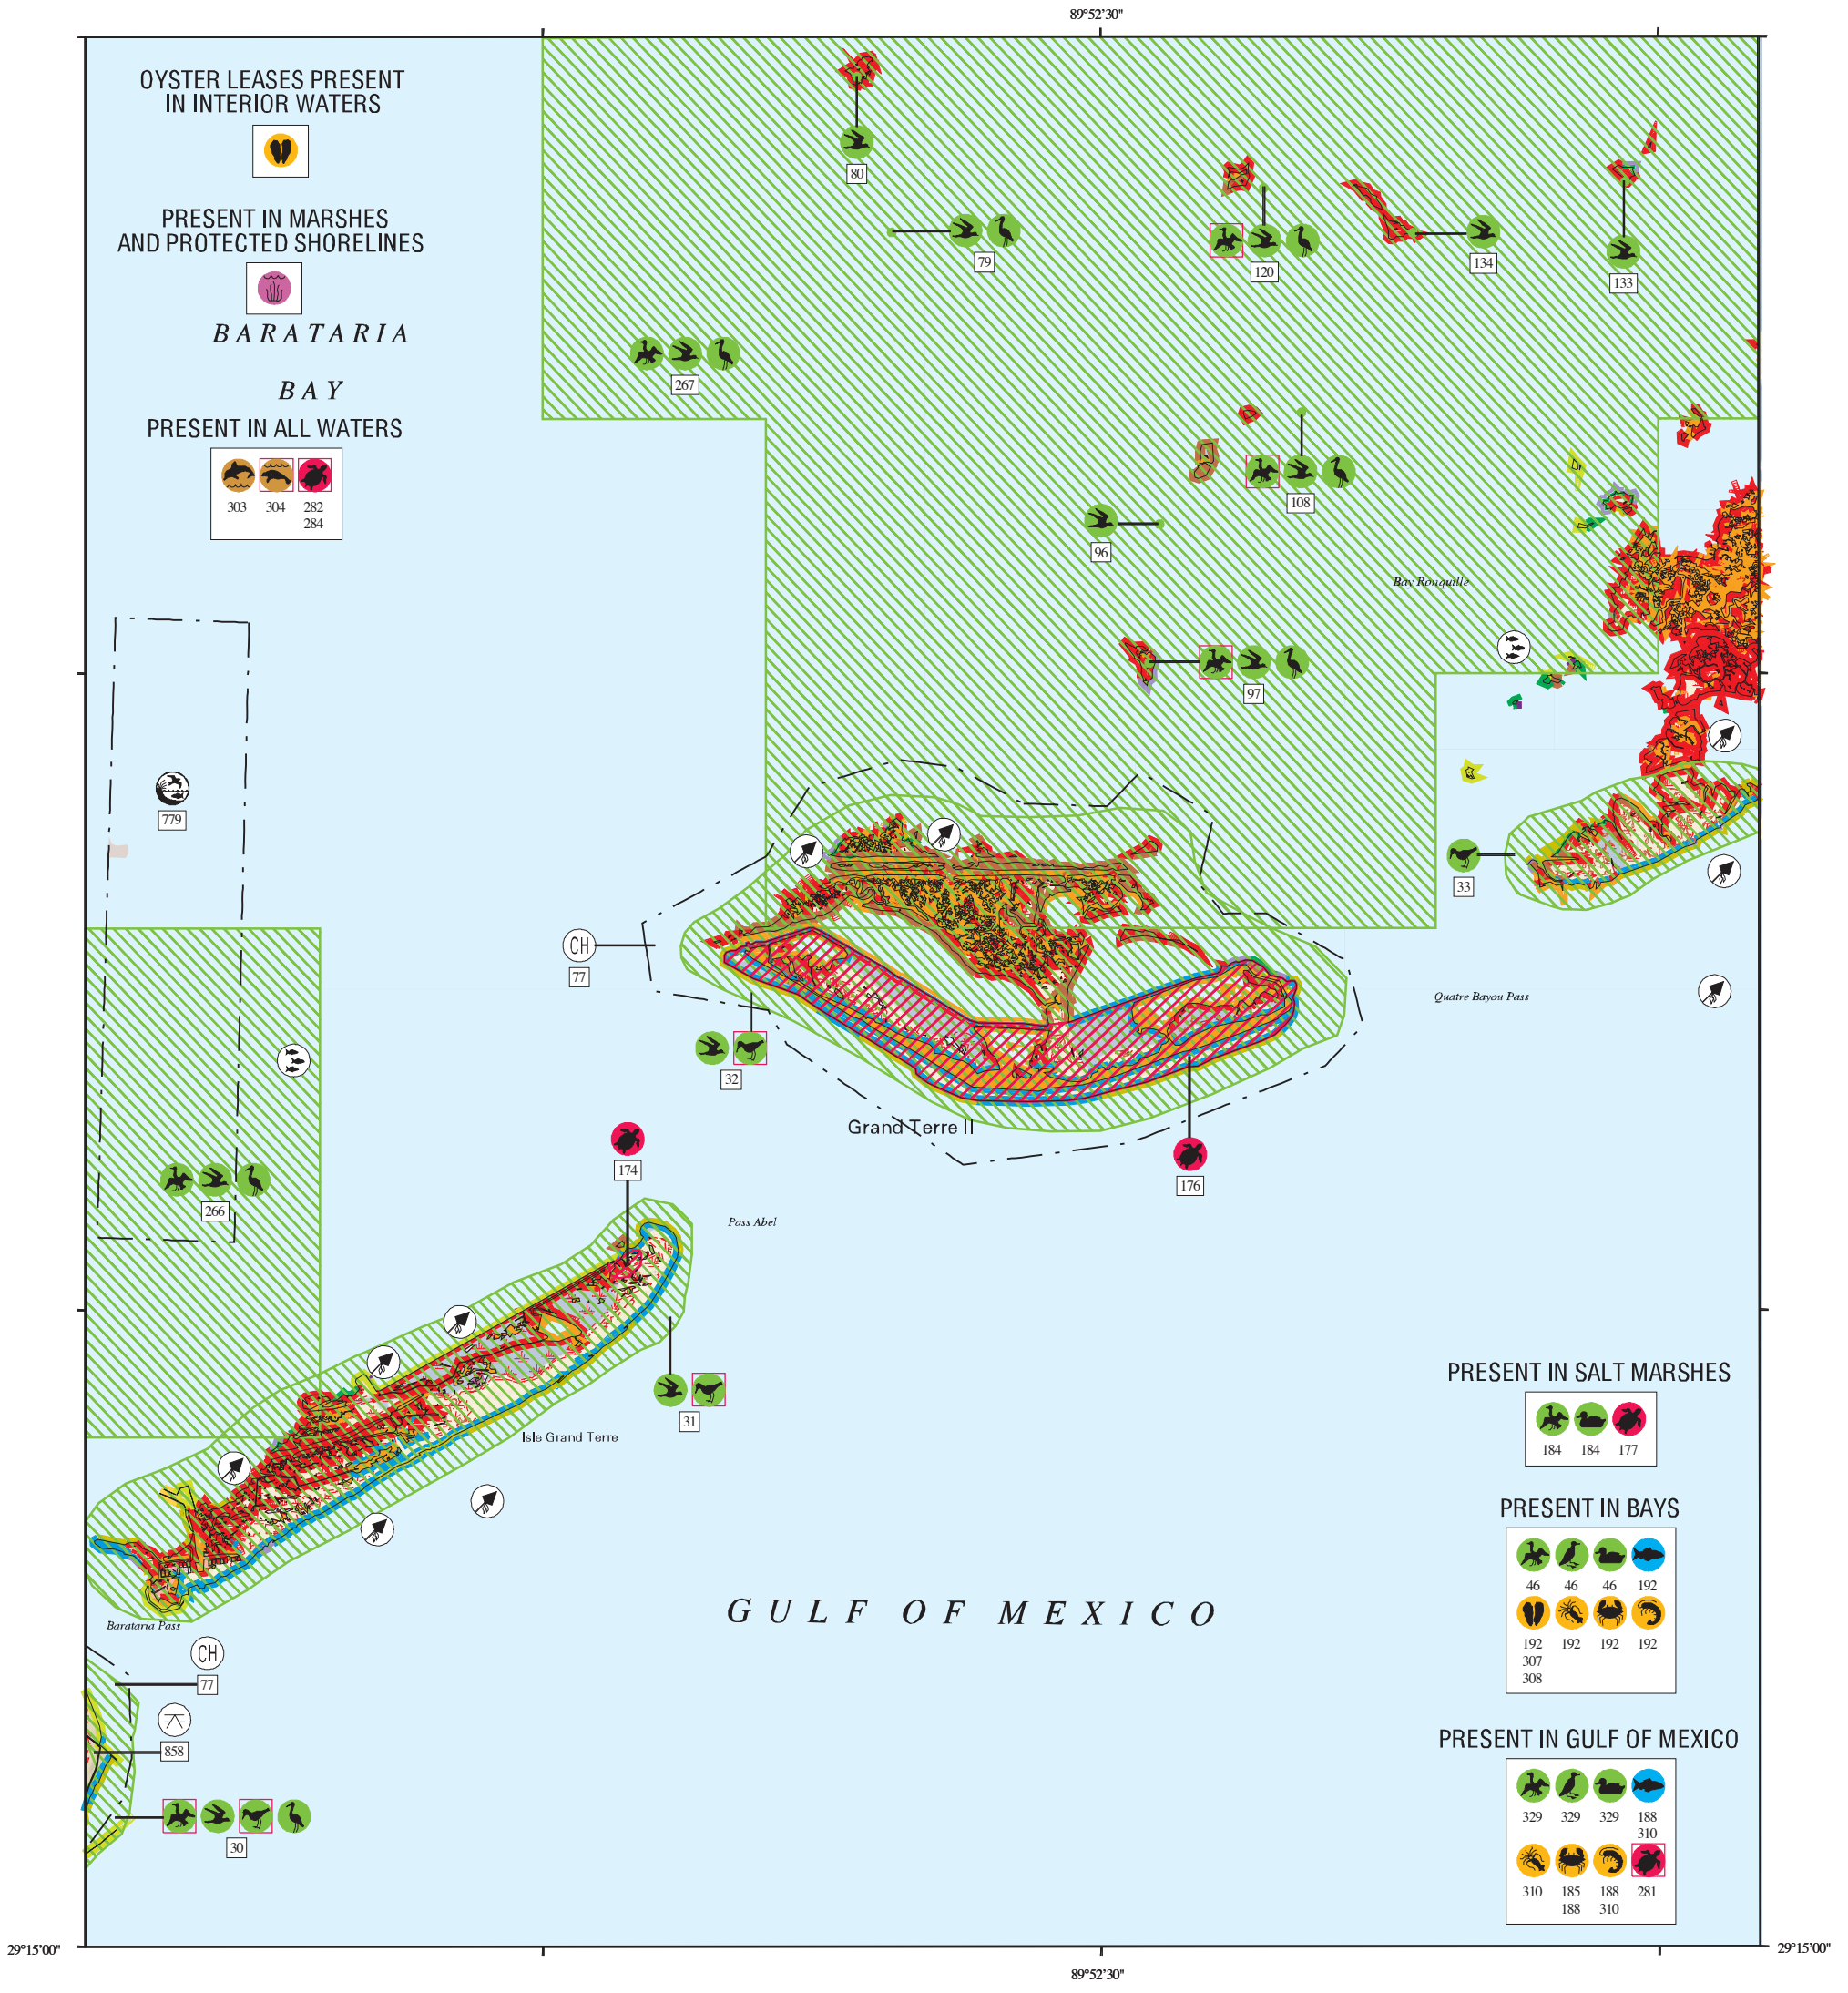 89°52'30"
OYSTER LEASES PRESENT
IN INTERIOR WATERS
PRESENT IN MARSHES
AND PROTECTED SHORELINES
BARATARIA
BAY
PRESENT IN ALL WATERS
303 304 282
284
80
79
120
134
133
267
108
96
Bay Ronquille
97
779
33
CH
77
Quatre Bayou Pass
32
Grand Terre II
174
176
266
Pass Abel
31
Isle Grand Terre
PRESENT IN SALT MARSHES
184 184 177
PRESENT IN BAYS
46 46 46 192
192 192 192 192
307
308
GULF OF MEXICO
Barataria Pass
CH
77
858
30
PRESENT IN GULF OF MEXICO
329 329 329 188
310
310 185 188 281
188 310
29°15'00"
29°15'00"
89°52'30"